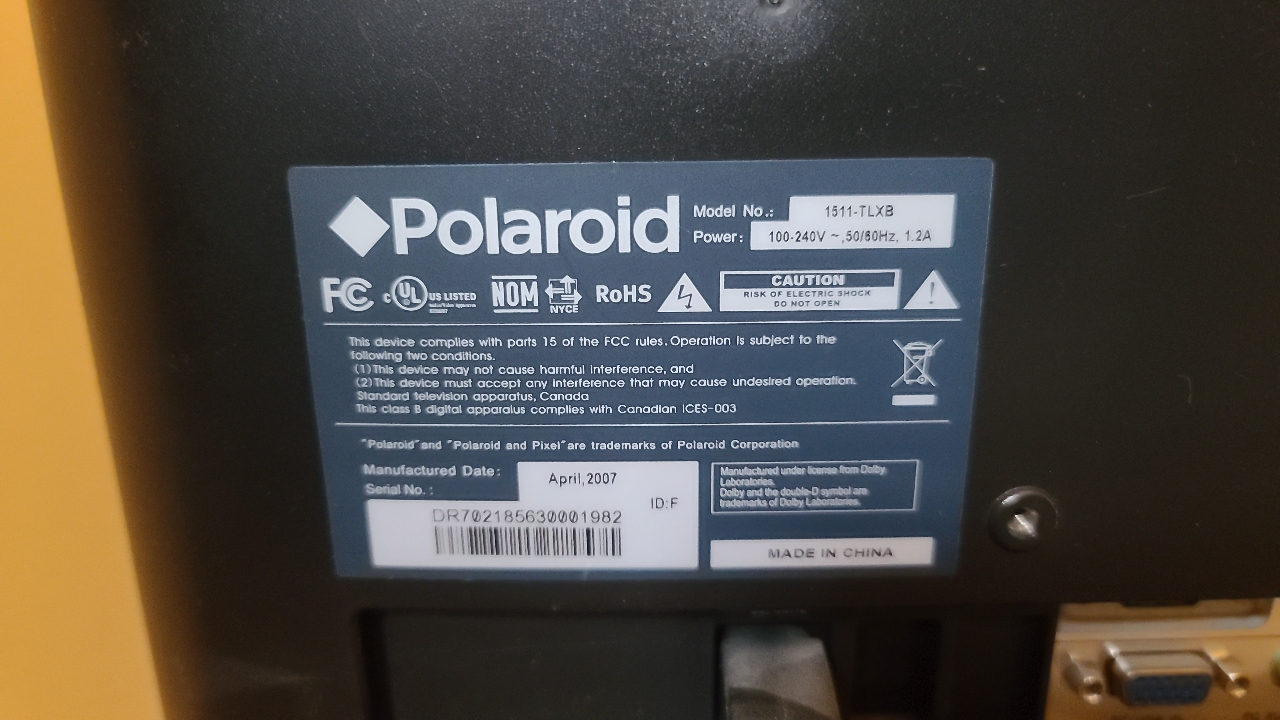 Polaroid
Model No.: 1511-TLXB
Power: 100-240V ~,50/60Hz, 1.2A
FC c UL US LISTED NOM NYCE RoHS
CAUTION
RISK OF ELECTRIC SHOCK
DO NOT OPEN
This device complies with parts 15 of the FCC rules. Operation is subject to the
following two conditions.
(1) This device may not cause harmful interference, and
(2) This device must accept any interference that may cause undesired operation.
Standard television apparatus, Canada
This class B digital apparatus complies with Canadian ICES-003
"Polaroid" and "Polaroid and Pixel" are trademarks of Polaroid Corporation
Manufactured Date: April,2007
Serial No.:
ID:F
DR702185630001982
Manufactured under license from Dolby
Laboratories.
Dolby and the double-D symbol are
trademarks of Dolby Laboratories.
MADE IN CHINA